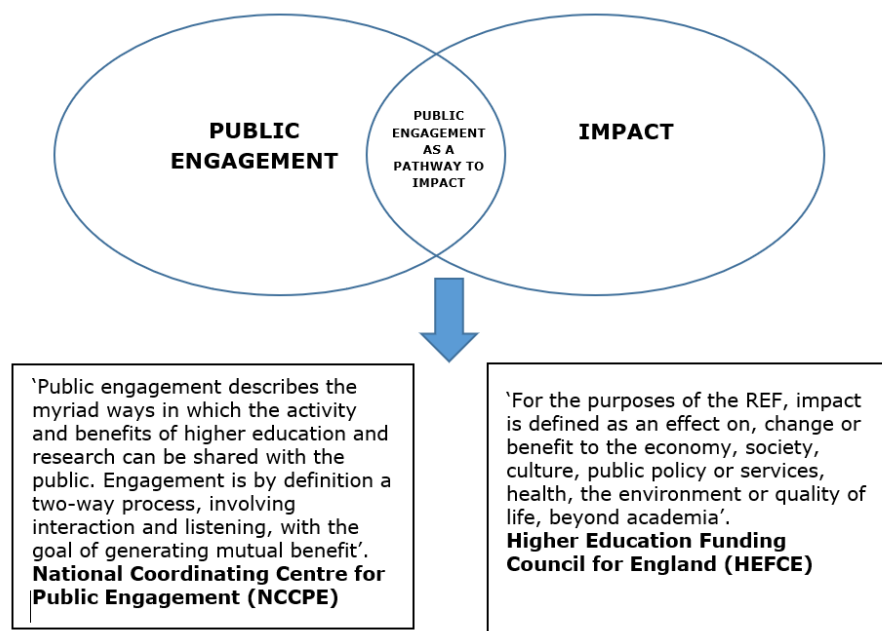 PUBLIC
ENGAGEMENT
PUBLIC
ENGAGEMENT
AS A
PATHWAY TO
IMPACT
IMPACT
‘Public engagement describes the
myriad ways in which the activity
and benefits of higher education and
research can be shared with the
public. Engagement is by definition a
two-way process, involving
interaction and listening, with the
goal of generating mutual benefit’.
National Coordinating Centre for
Public Engagement (NCCPE)
‘For the purposes of the REF, impact
is defined as an effect on, change or
benefit to the economy, society,
culture, public policy or services,
health, the environment or quality of
life, beyond academia’.
Higher Education Funding
Council for England (HEFCE)